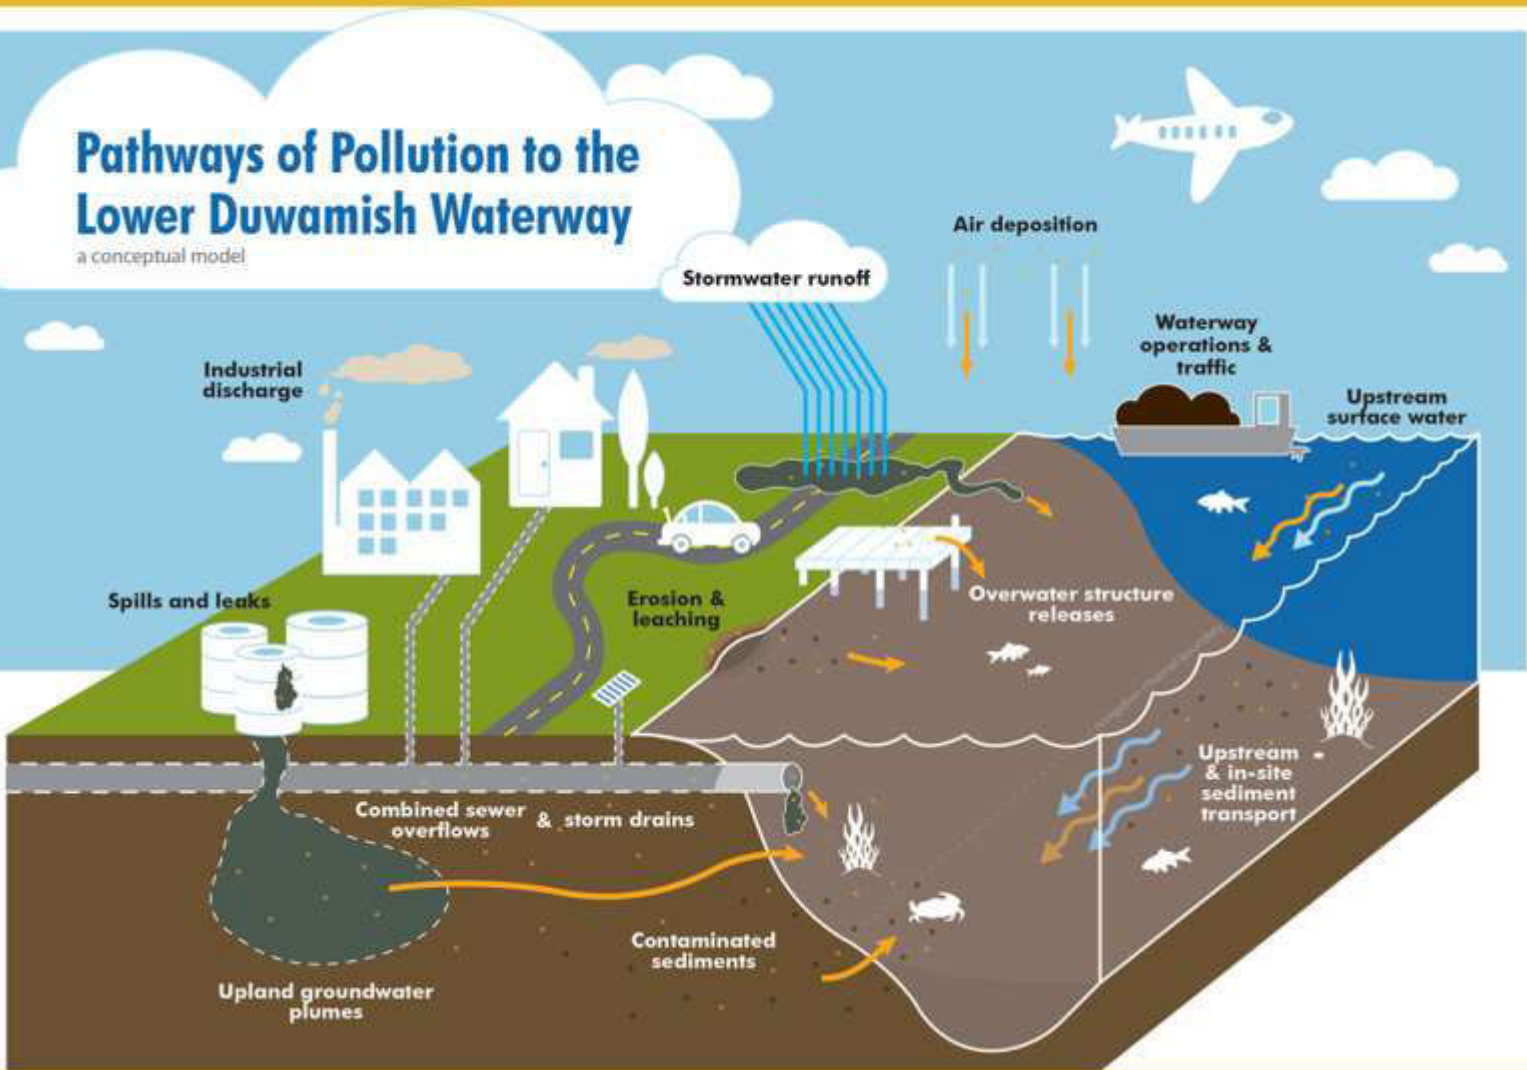 Pathways of Pollution to the
Lower Duwamish Waterway
a conceptual model
Stormwater runoff
Air deposition
Waterway
operations &
traffic
Upstream
surface water
Industrial
discharge
Spills and leaks
Erosion &
leaching
Overwater structure
releases
Upstream
& in-site
sediment
transport
Combined sewer
overflows
& storm drains
Contaminated
sediments
Upland groundwater
plumes